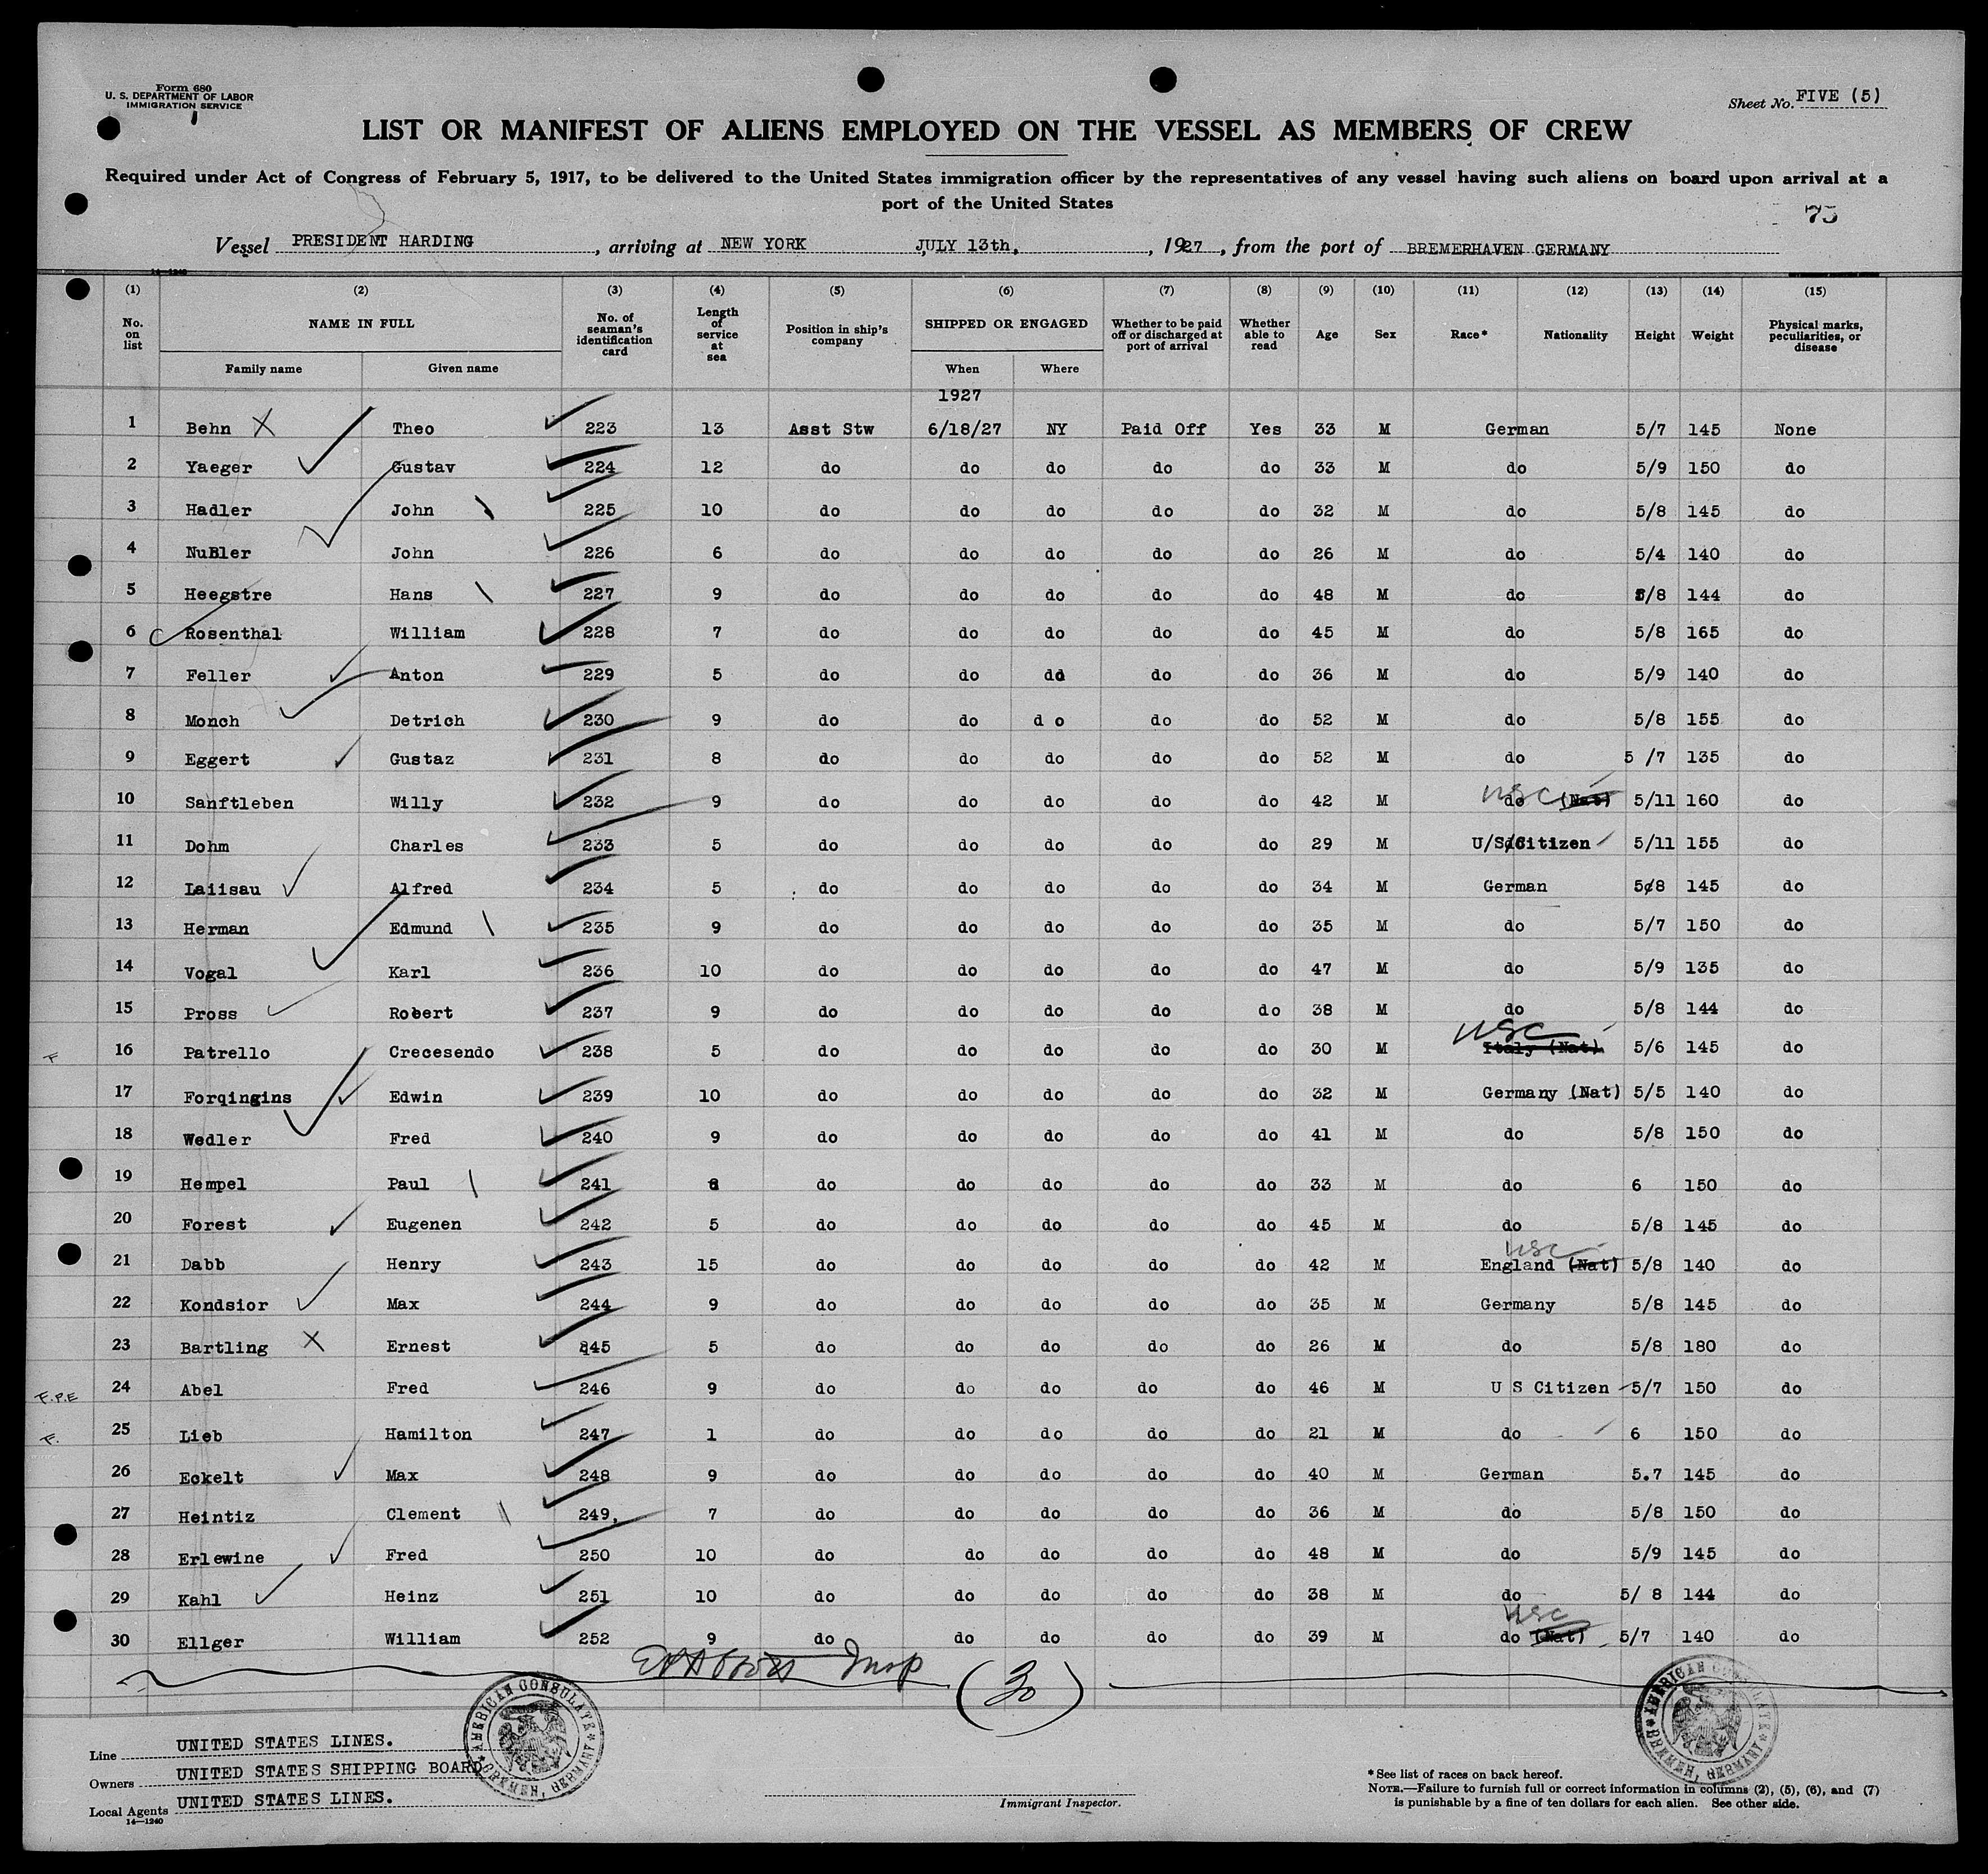 Form 680
U. S. DEPARTMENT OF LABOR
IMMIGRATION SERVICE
Sheet No. FIVE (5)
LIST OR MANIFEST OF ALIENS EMPLOYED ON THE VESSEL AS MEMBERS OF CREW
Required under Act of Congress of February 5, 1917, to be delivered to the United States immigration officer by the representatives of any vessel having such aliens on board upon arrival at a
port of the United States
75
Vessel PRESIDENT HARDING, arriving at NEW YORK JULY 13th, 1927, from the port of BREMERHAVEN GERMANY
14—1240
(1) (2) (3) (4) (5) (6) (7) (8) (9) (10) (11) (12) (13) (14) (15)
No. on list NAME IN FULL Family name Given name No. of seaman's identification card Length of service at sea Position in ship's company SHIPPED OR ENGAGED When Where Whether to be paid off or discharged at port of arrival Whether able to read Age Sex Race* Nationality Height Weight Physical marks, peculiarities, or disease
1927
1 Behn X Theo 223 13 Asst Stw 6/18/27 NY Paid Off Yes 33 M German 5/7 145 None
2 Yaeger Gustav 224 12 do do do do do 33 M do 5/9 150 do
3 Hadler John 225 10 do do do do do 32 M do 5/8 145 do
4 NuBler John 226 6 do do do do do 26 M do 5/4 140 do
5 Heegstre Hans 227 9 do do do do do 48 M do 5/8 144 do
6 Rosenthal William 228 7 do do do do do 45 M do 5/8 165 do
7 Feller Anton 229 5 do do do do do 36 M do 5/9 140 do
8 Monch Detrich 230 9 do do d o do do 52 M do 5/8 155 do
9 Eggert Gustaz 231 8 do do do do do 52 M do 5 /7 135 do
10 Sanftleben Willy 232 9 do do do do do 42 M do USC (Nat) 5/11 160 do
11 Dohm Charles 233 5 do do do do do 29 M U/S/Citizen 5/11 155 do
12 Laiisau Alfred 234 5 do do do do do 34 M German 5/8 145 do
13 Herman Edmund 235 9 do do do do do 35 M do 5/7 150 do
14 Vogal Karl 236 10 do do do do do 47 M do 5/9 135 do
15 Pross Robert 237 9 do do do do do 38 M do 5/8 144 do
F 16 Patrello Crecesendo 238 5 do do do do do 30 M USC Italy (Nat) 5/6 145 do
17 Forqingins Edwin 239 10 do do do do do 32 M Germany (Nat) 5/5 140 do
18 Wedler Fred 240 9 do do do do do 41 M do 5/8 150 do
19 Hempel Paul 241 do do do do do 33 M do 6 150 do
20 Forest Eugenen 242 5 do do do do do 45 M do 5/8 145 do
21 Dabb Henry 243 15 do do do do do 42 M USC England (Nat) 5/8 140 do
22 Kondsior Max 244 9 do do do do do 35 M Germany 5/8 145 do
23 Bartling X Ernest 245 5 do do do do do 26 M do 5/8 180 do
F.P.E 24 Abel Fred 246 9 do do do do do 46 M U S Citizen 5/7 150 do
F. 25 Lieb Hamilton 247 1 do do do do do 21 M do 6 150 do
26 Eckelt Max 248 9 do do do do do 40 M German 5.7 145 do
27 Heintiz Clement 249. 7 do do do do do 36 M do 5/8 150 do
28 Erlewine Fred 250 10 do do do do do 48 M do 5/9 145 do
29 Kahl Heinz 251 10 do do do do do 38 M do 5/ 8 144 do
30 Ellger William 252 9 do do do do do 39 M do USC (Nat) 5/7 140 do
Insp (30)
AMERICAN CONSULATE BREMEN, GERMANY
AMERICAN CONSULATE BREMEN, GERMANY
Line UNITED STATES LINES.
Owners UNITED STATES SHIPPING BOARD
Local Agents UNITED STATES LINES.
14—1240
Immigrant Inspector.
* See list of races on back hereof.
NOTE.—Failure to furnish full or correct information in columns (2), (5), (6), and (7)
is punishable by a fine of ten dollars for each alien. See other side.